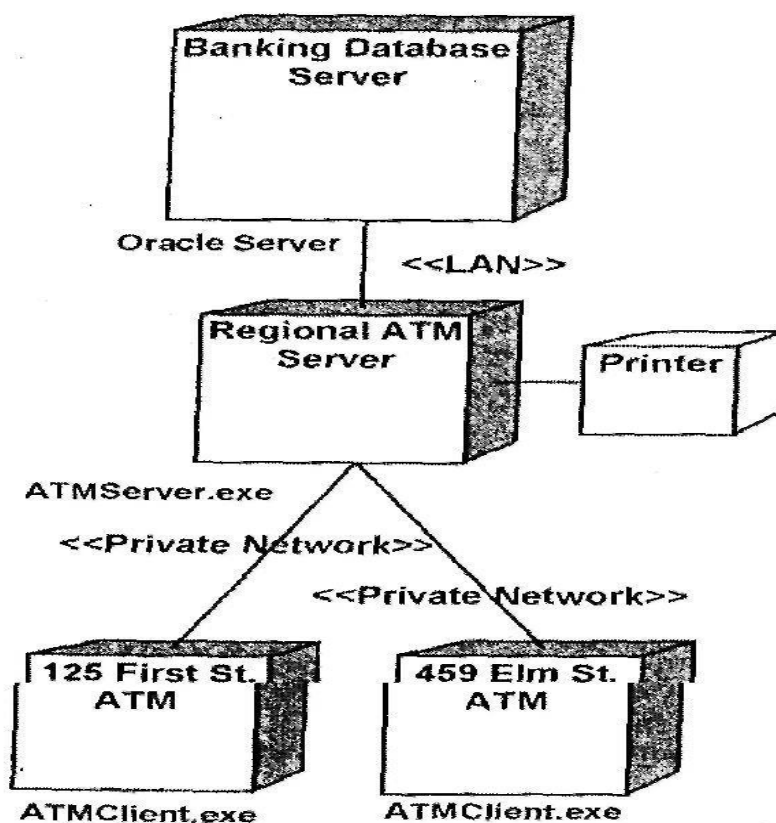 Banking Database
Server
Oracle Server
<<LAN>>
Regional ATM
Server
Printer
ATMServer.exe
<<Private Network>>
<<Private Network>>
125 First St.
ATM
459 Elm St.
ATM
ATMClient.exe
ATMClient.exe